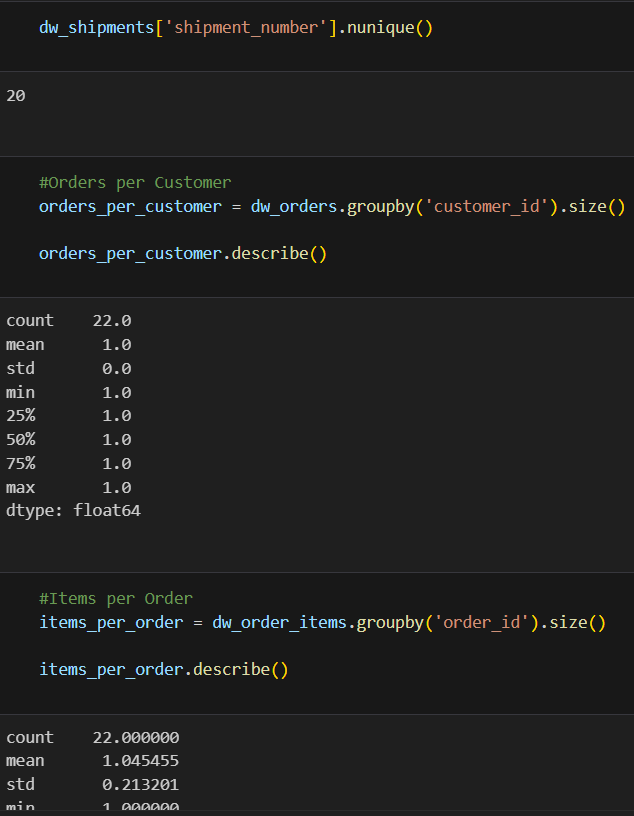 dw_shipments['shipment_number'].nunique()
20
#Orders per Customer
orders_per_customer = dw_orders.groupby('customer_id').size()
orders_per_customer.describe()
count    22.0
mean      1.0
std       0.0
min       1.0
25%       1.0
50%       1.0
75%       1.0
max       1.0
dtype: float64
#Items per Order
items_per_order = dw_order_items.groupby('order_id').size()
items_per_order.describe()
count    22.000000
mean      1.045455
std       0.213201
min       1.000000